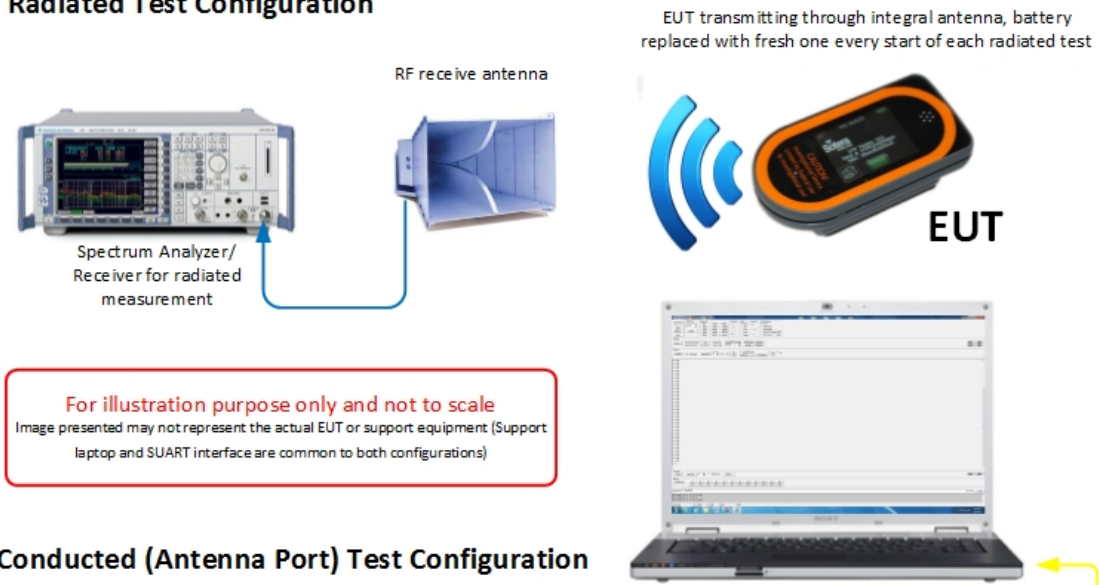 Radiated Test Configuration
EUT transmitting through integral antenna, battery
replaced with fresh one every start of each radiated test
RF receive antenna
EUT
Spectrum Analyzer/
Receiver for radiated
measurement
For illustration purpose only and not to scale
Image presented may not represent the actual EUT or support equipment (Support
laptop and SUART interface are common to both configurations)
SONY
Conducted (Antenna Port) Test Configuration